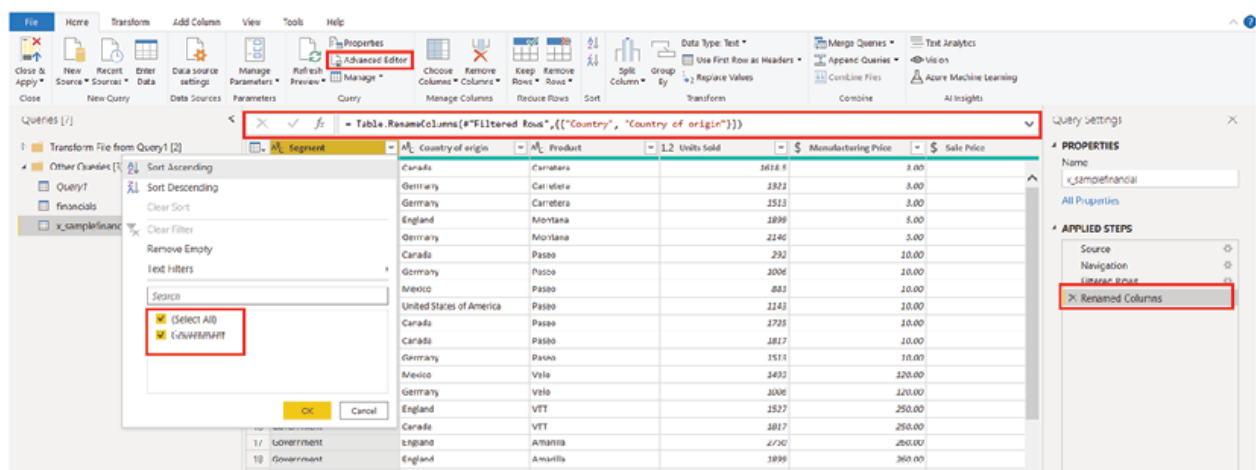 File Home Transform Add Column View Tools Help
Close & Apply New Source Recent Sources Enter Data Data source settings Manage Parameters Refresh Preview Properties Advanced Editor Manage Choose Columns Remove Columns Keep Rows Remove Rows Split Column Group By Data Type: Text Use First Row as Headers Replace Values Merge Queries Append Queries Combine Files Text Analytics Vision Azure Machine Learning
Close New Query Data Sources Parameters Query Manage Columns Reduce Rows Sort Transform Combine AI Insights
Queries [7]
= Table.RenameColumns(#"Filtered Rows",{{"Country", "Country of origin"}})
Query Settings
Transform File from Query1 [2]
Other Queries [3]
Query1
financials
x_samplefinanc
Sort Ascending
Sort Descending
Clear Sort
Clear Filter
Remove Empty
Text Filters
Search
(Select All)
Government
OK Cancel
Segment Country of origin Product 1.2 Units Sold $ Manufacturing Price $ Sale Price
Canada Carretera 1618.5 3.00
Germany Carretera 1321 3.00
Germany Carretera 1513 3.00
England Montana 1899 5.00
Germany Montana 2146 5.00
Canada Paseo 292 10.00
Germany Paseo 1006 10.00
Mexico Paseo 883 10.00
United States of America Paseo 1143 10.00
Canada Paseo 1725 10.00
Canada Paseo 1817 10.00
Germany Paseo 1513 10.00
Mexico Velo 1493 120.00
Germany Velo 1006 120.00
England VTT 1527 250.00
Canada VTT 1817 250.00
17 Government England Amarilla 2750 260.00
18 Government England Amarilla 1899 260.00
PROPERTIES
Name
x_samplefinancial
All Properties
APPLIED STEPS
Source
Navigation
Filtered Rows
Renamed Columns